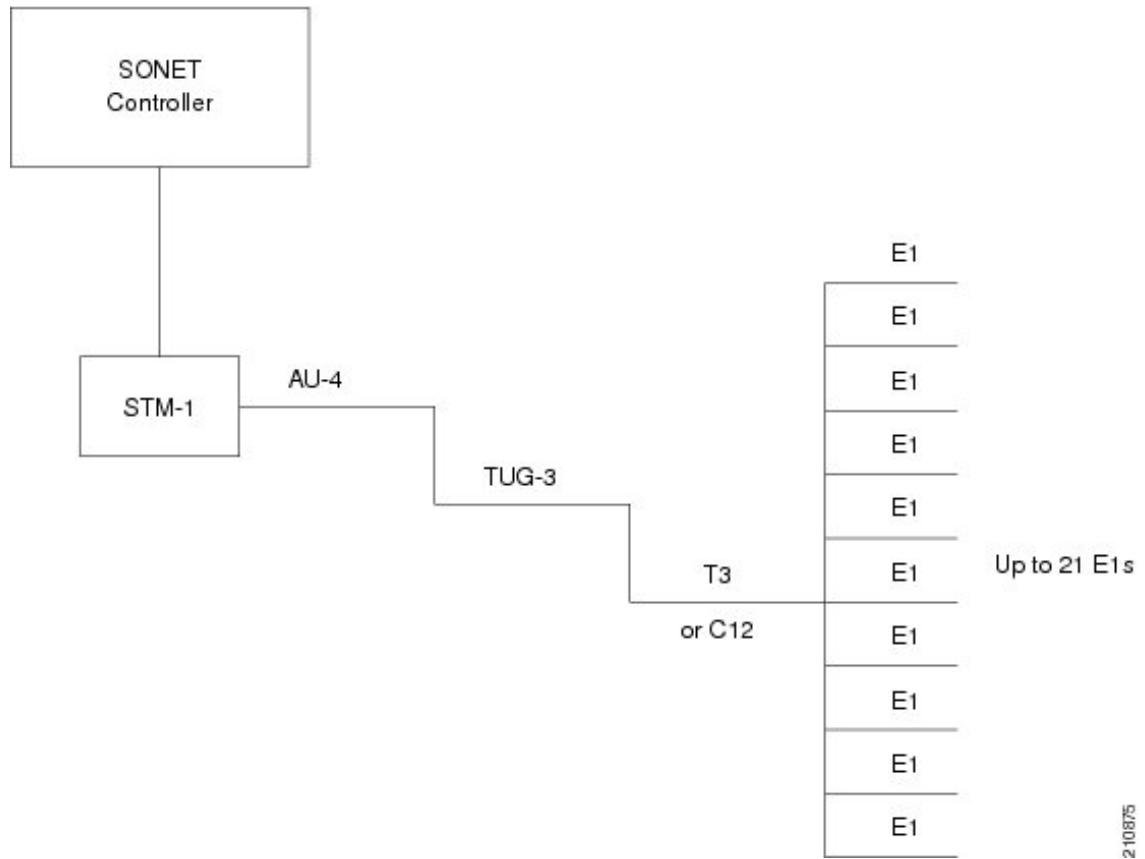 SONET
Controller
STM-1
AU-4
TUG-3
T3
or C12
E1
E1
E1
E1
E1
E1
E1
E1
E1
E1
Up to 21 E1s
210875